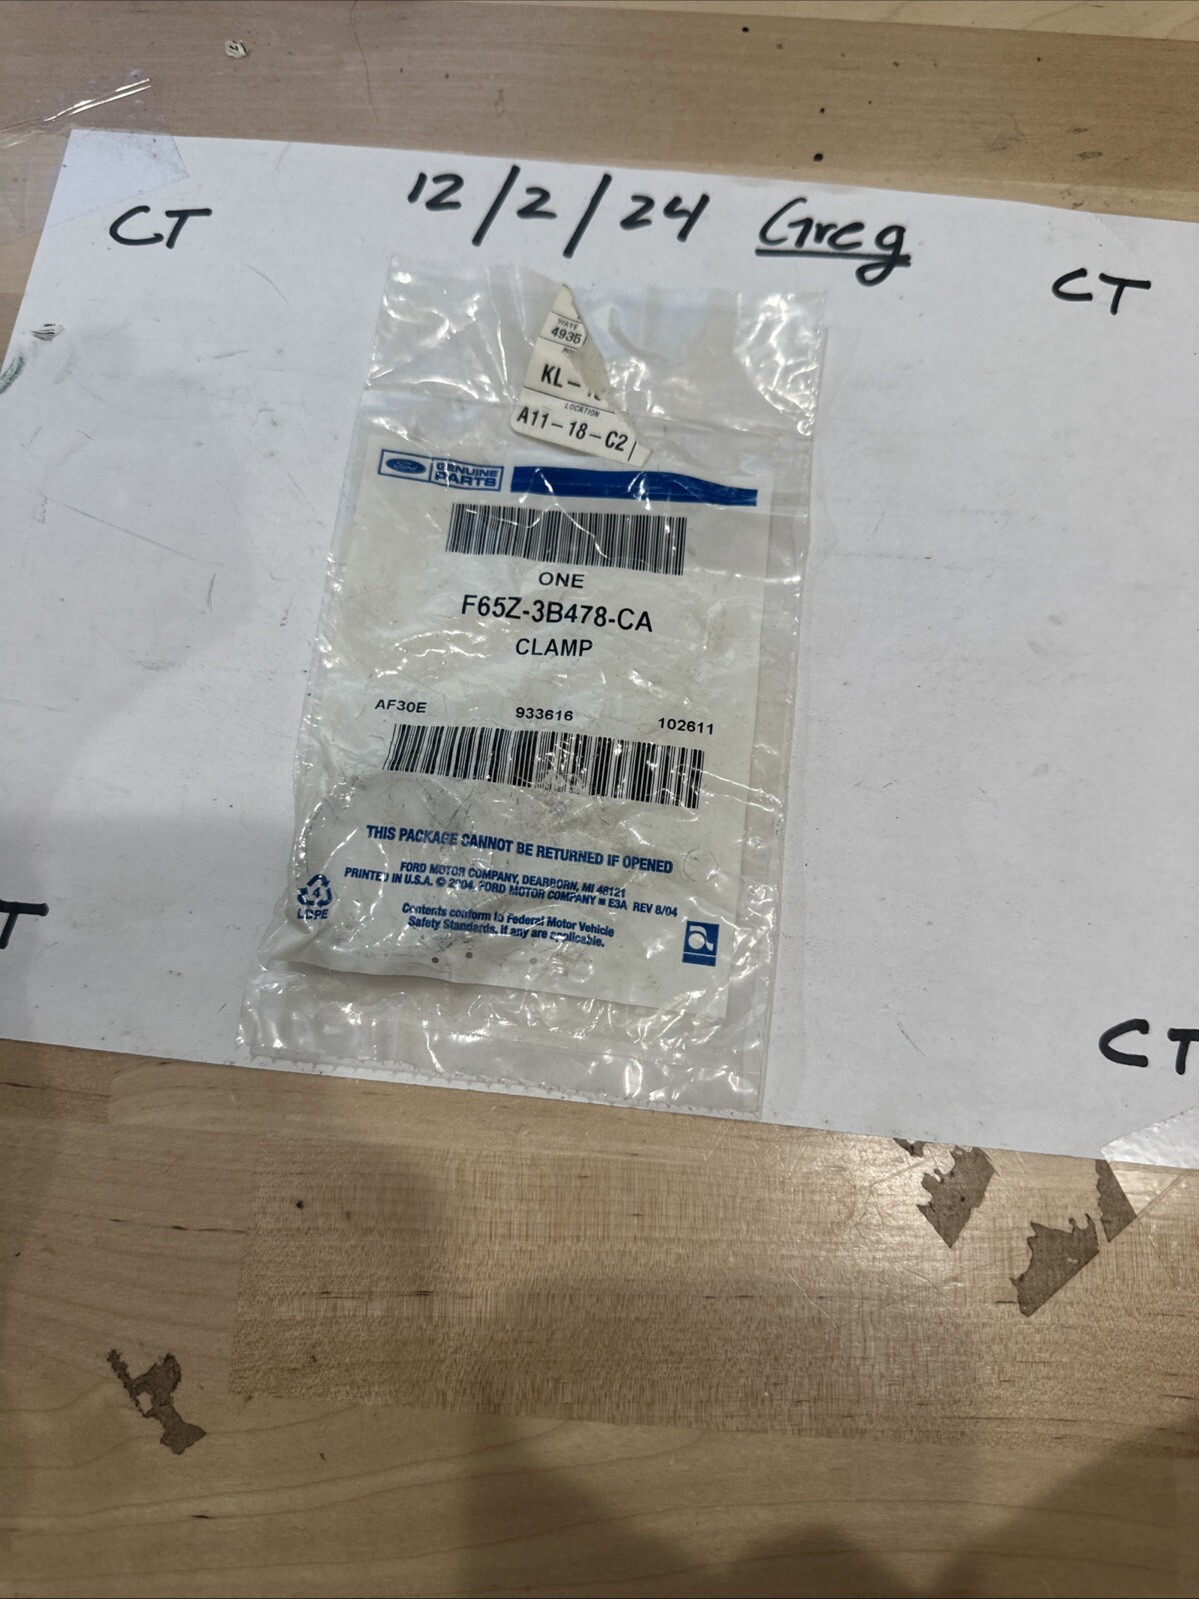 12/2/24 Greg
CT
CT
WAVE
4935
KL-
LOCATION
A11-18-C2
Ford
GENUINE
PARTS
ONE
F65Z-3B478-CA
CLAMP
AF30E 933616 102611
THIS PACKAGE CANNOT BE RETURNED IF OPENED
FORD MOTOR COMPANY, DEARBORN, MI 48121
PRINTED IN U.S.A. © 2004, FORD MOTOR COMPANY ■ E3A REV 8/04
4
LDPE
Contents conform to Federal Motor Vehicle
Safety Standards, if any are applicable.
T
CT